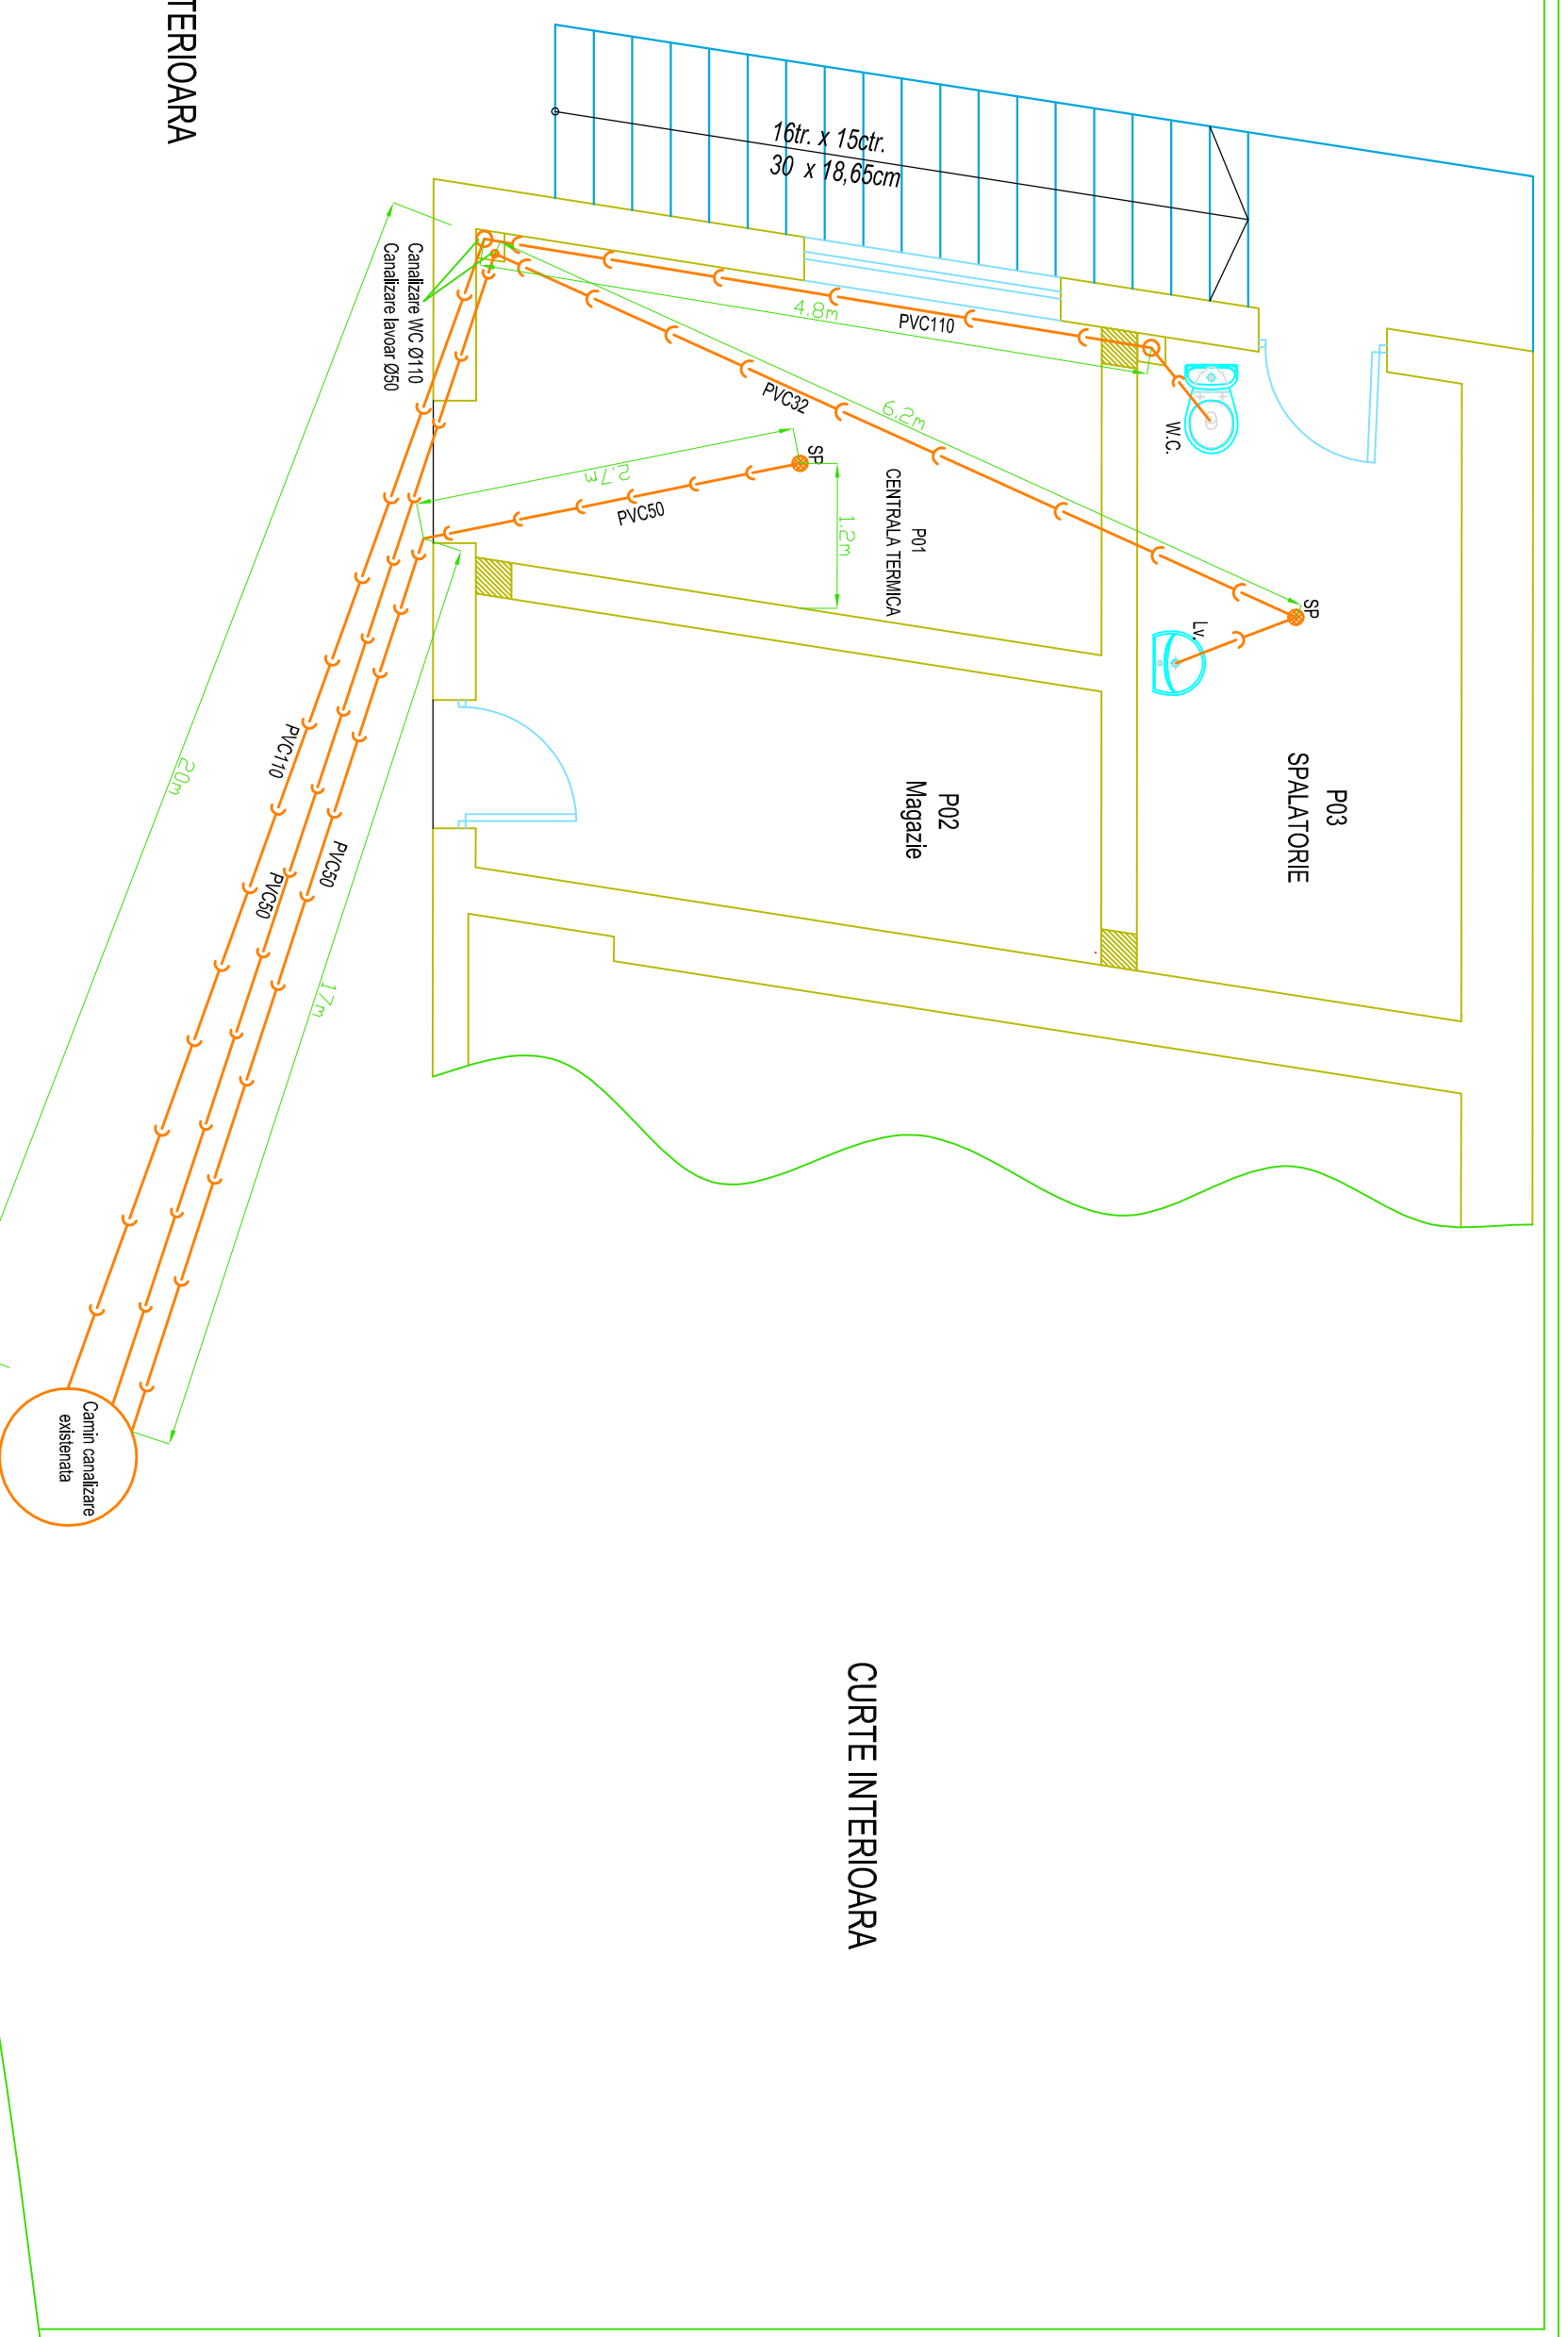 TERIOARA
16tr. x 15ctr.
30 x 18,65cm
Canalizare WC Ø110
Canalizare lavoar Ø50
4.8m
PVC110
PVC32
6.2m
W.C.
SP
2.7m
PVC50
1.2m
P01
CENTRALA TERMICA
SP
Lv.
P03
SPALATORIE
P02
Magazie
PVC110
20m
PVC50
PVC50
17m
Camin canalizare
existenata
CURTE INTERIOARA